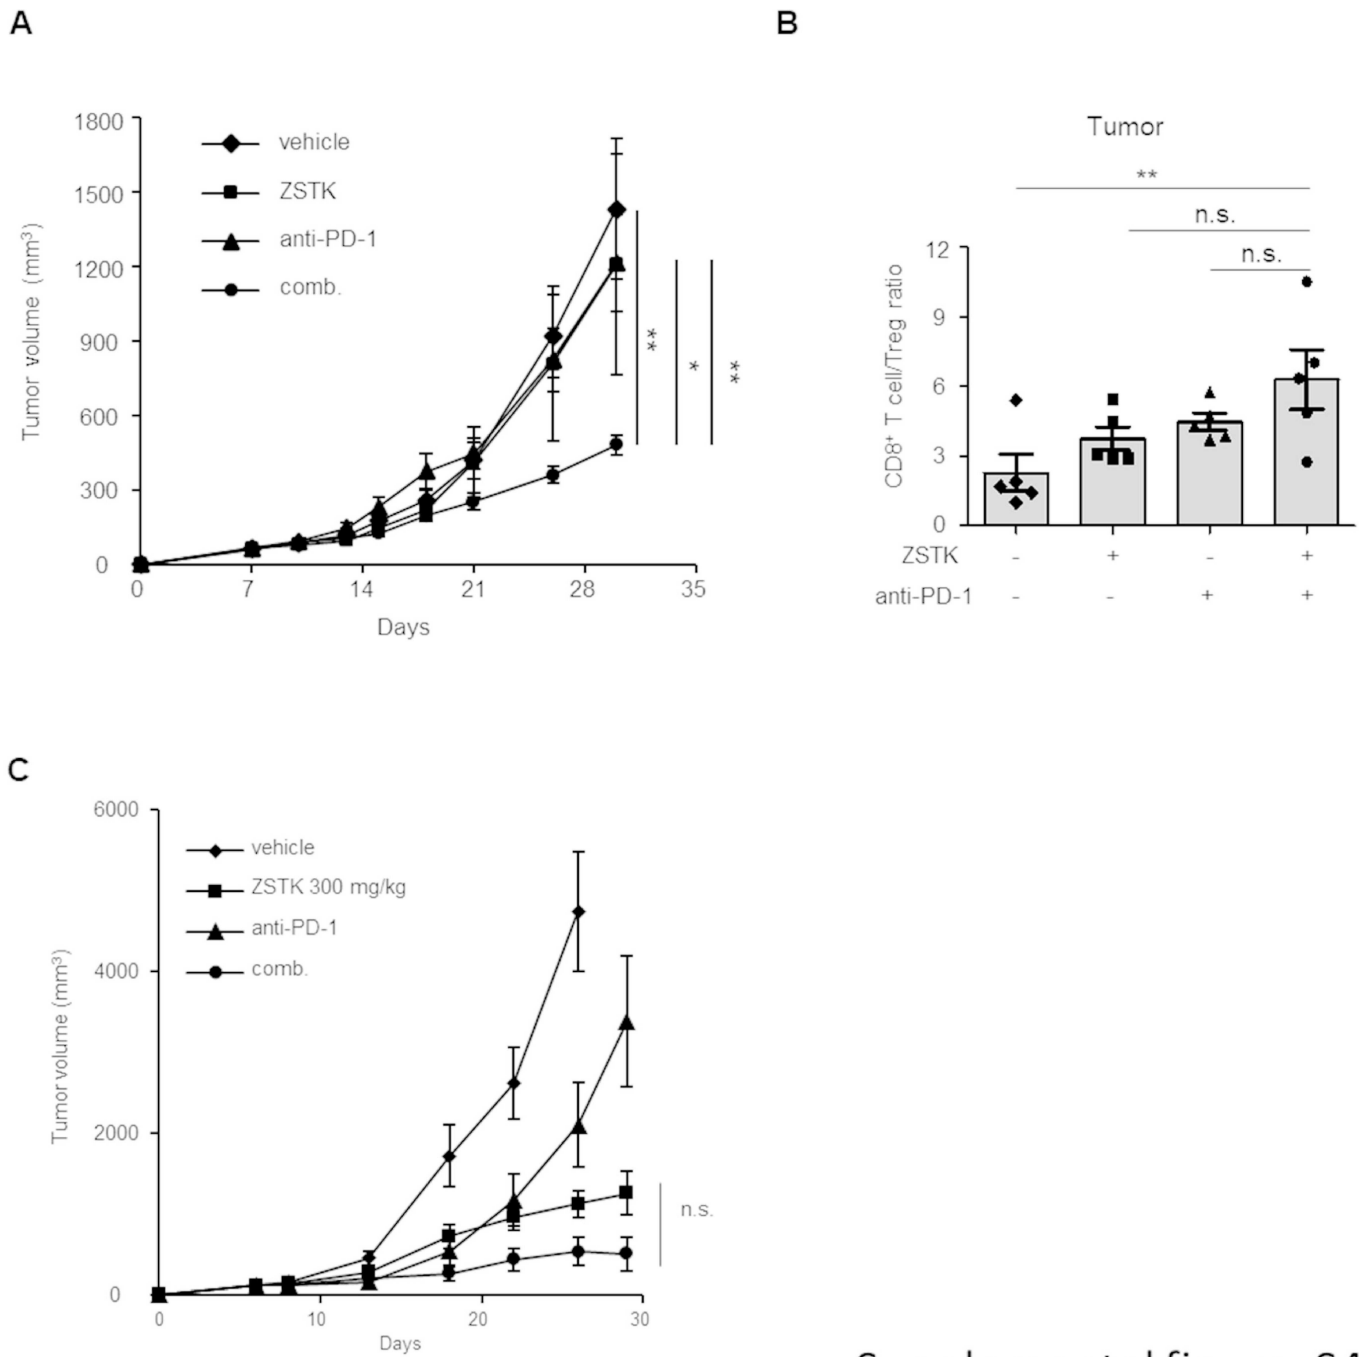 A
1800
1500
1200
900
600
300
0
Tumor volume (mm³)
vehicle
ZSTK
anti-PD-1
comb.
**
*
**
0 7 14 21 28 35
Days
B
Tumor
**
n.s.
n.s.
12
9
6
3
0
CD8⁺ T cell/Treg ratio
ZSTK - + - +
anti-PD-1 - - + +
C
6000
4000
2000
0
Tumor volume (mm³)
vehicle
ZSTK 300 mg/kg
anti-PD-1
comb.
n.s.
0 10 20 30
Days